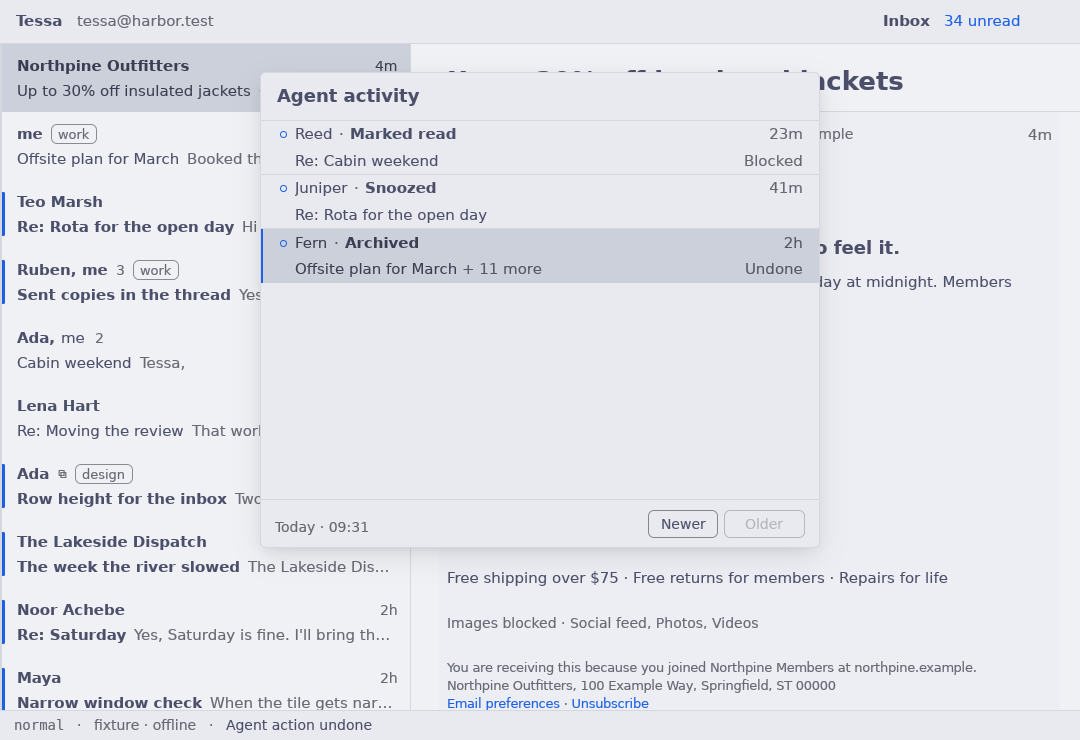 Tessa tessa@harbor.test Inbox 34 unread
Northpine Outfitters 4m
Up to 30% off insulated jackets
me work
Offsite plan for March Booked th
Teo Marsh
Re: Rota for the open day Hi
Ruben, me 3 work
Sent copies in the thread Yes
Ada, me 2
Cabin weekend Tessa,
Lena Hart
Re: Moving the review That worl
Ada design
Row height for the inbox Two
The Lakeside Dispatch
The week the river slowed The Lakeside Dis…
Noor Achebe 2h
Re: Saturday Yes, Saturday is fine. I'll bring th…
Maya 2h
Narrow window check When the tile gets nar…
Agent activity
Reed · Marked read 23m
Re: Cabin weekend Blocked
Juniper · Snoozed 41m
Re: Rota for the open day
Fern · Archived 2h
Offsite plan for March + 11 more Undone
Today · 09:31 Newer Older
ackets
mple 4m
o feel it.
day at midnight. Members
Free shipping over $75 · Free returns for members · Repairs for life
Images blocked · Social feed, Photos, Videos
You are receiving this because you joined Northpine Members at northpine.example.
Northpine Outfitters, 100 Example Way, Springfield, ST 00000
Email preferences · Unsubscribe
normal · fixture · offline · Agent action undone